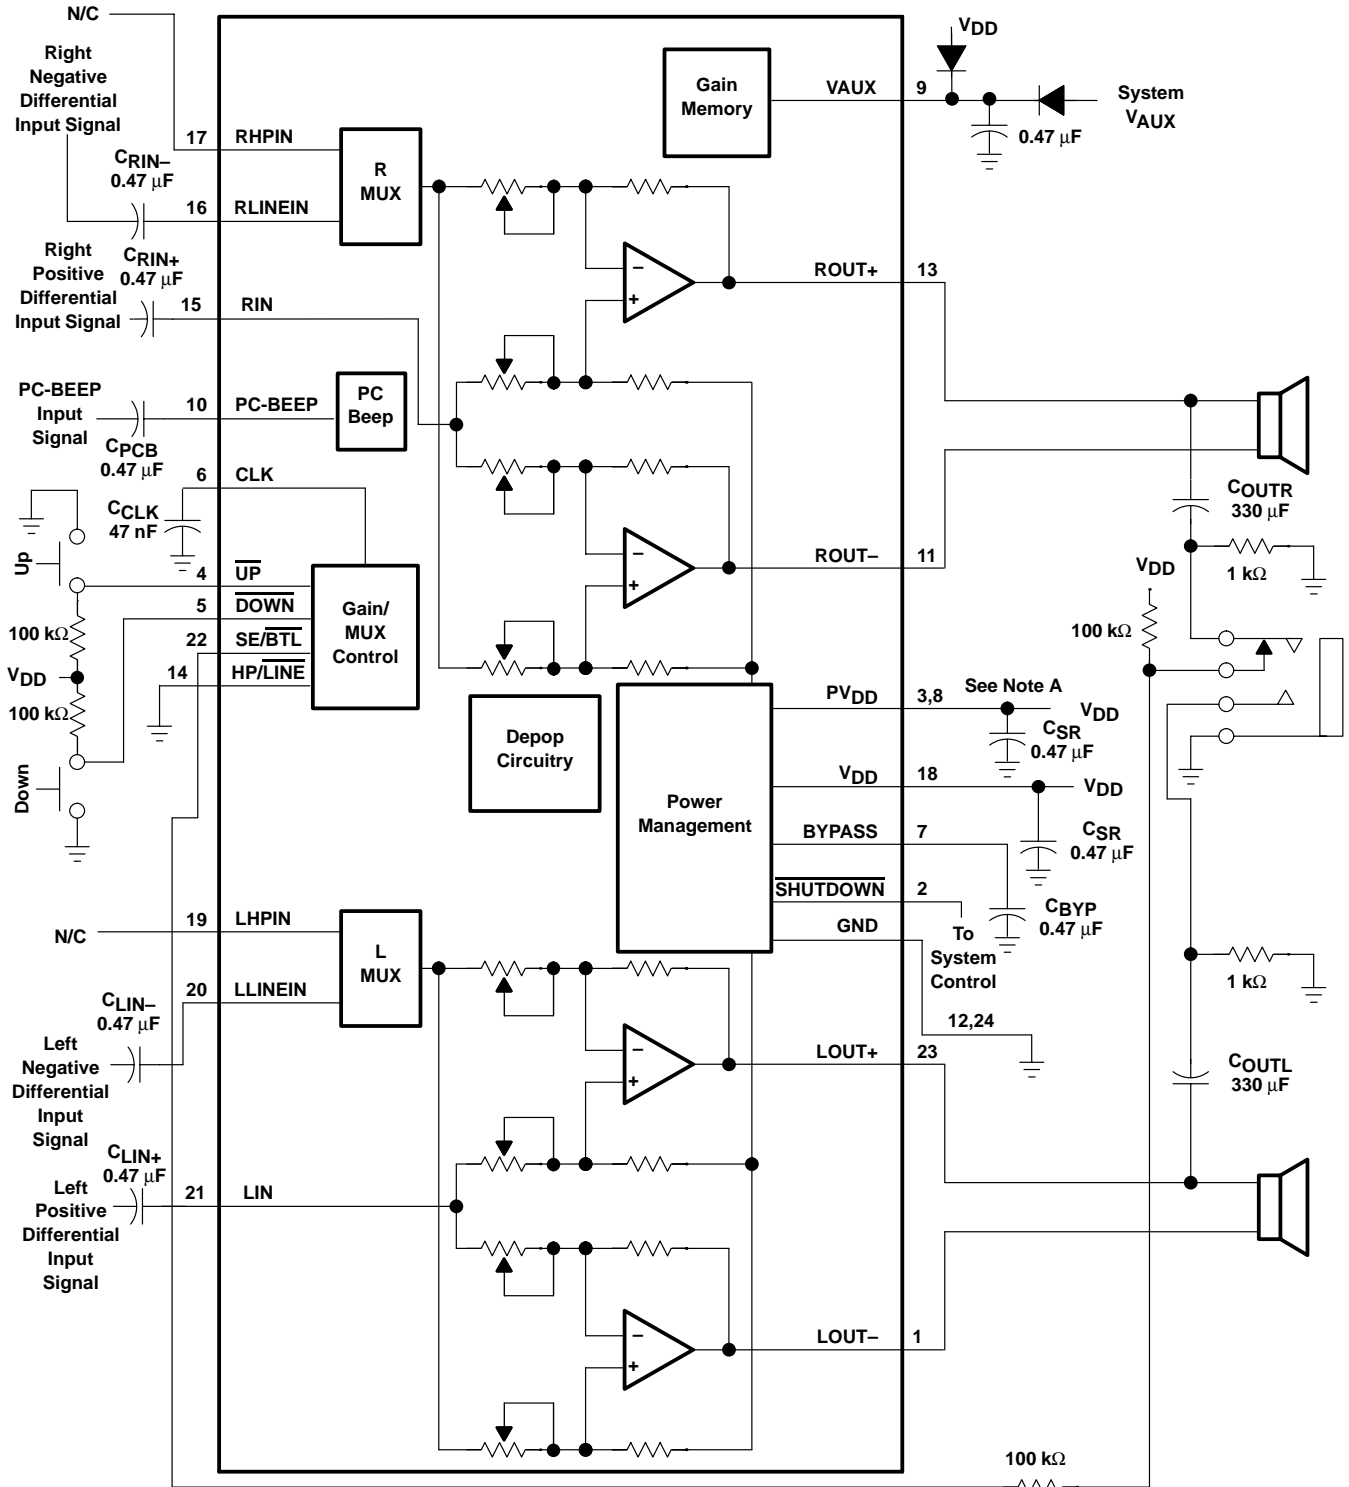 N/C
Right
Negative
Differential
Input Signal
CRIN–
0.47 μF
17
RHPIN
16
RLINEIN
R
MUX
Right
Positive
Differential
Input Signal
CRIN+
0.47 μF
15
RIN
PC-BEEP
Input
Signal
CPCB
0.47 μF
10
PC-BEEP
PC
Beep
6
CLK
CCLK
47 nF
Up
4
UP
5
DOWN
22
SE/BTL
14
HP/LINE
Gain/
MUX
Control
100 kΩ
VDD
100 kΩ
Down
Gain
Memory
VAUX
9
VDD
System
VAUX
0.47 μF
–
+
ROUT+
13
–
+
ROUT–
11
COUTR
330 μF
1 kΩ
VDD
100 kΩ
Depop
Circuitry
Power
Management
PVDD
3,8
See Note A
VDD
CSR
0.47 μF
VDD
18
VDD
CSR
0.47 μF
BYPASS
7
CBYP
0.47 μF
SHUTDOWN
2
To
System
Control
GND
12,24
N/C
19
LHPIN
20
LLINEIN
L
MUX
CLIN–
0.47 μF
Left
Negative
Differential
Input
Signal
CLIN+
0.47 μF
21
LIN
Left
Positive
Differential
Input
Signal
–
+
LOUT+
23
–
+
LOUT–
1
1 kΩ
COUTL
330 μF
100 kΩ